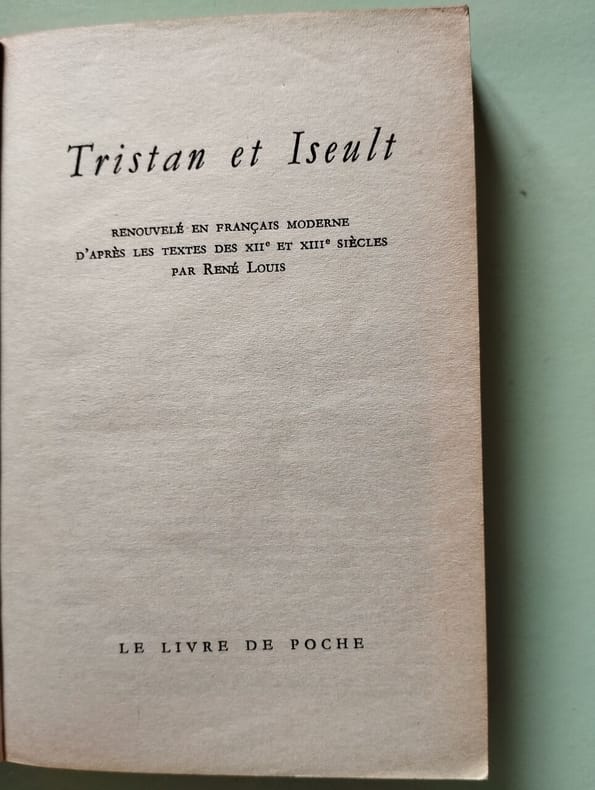 Tristan et Iseult
RENOUVELÉ EN FRANÇAIS MODERNE
D'APRÈS LES TEXTES DES XIIe ET XIIIe SIÈCLES
PAR RENÉ LOUIS
LE LIVRE DE POCHE